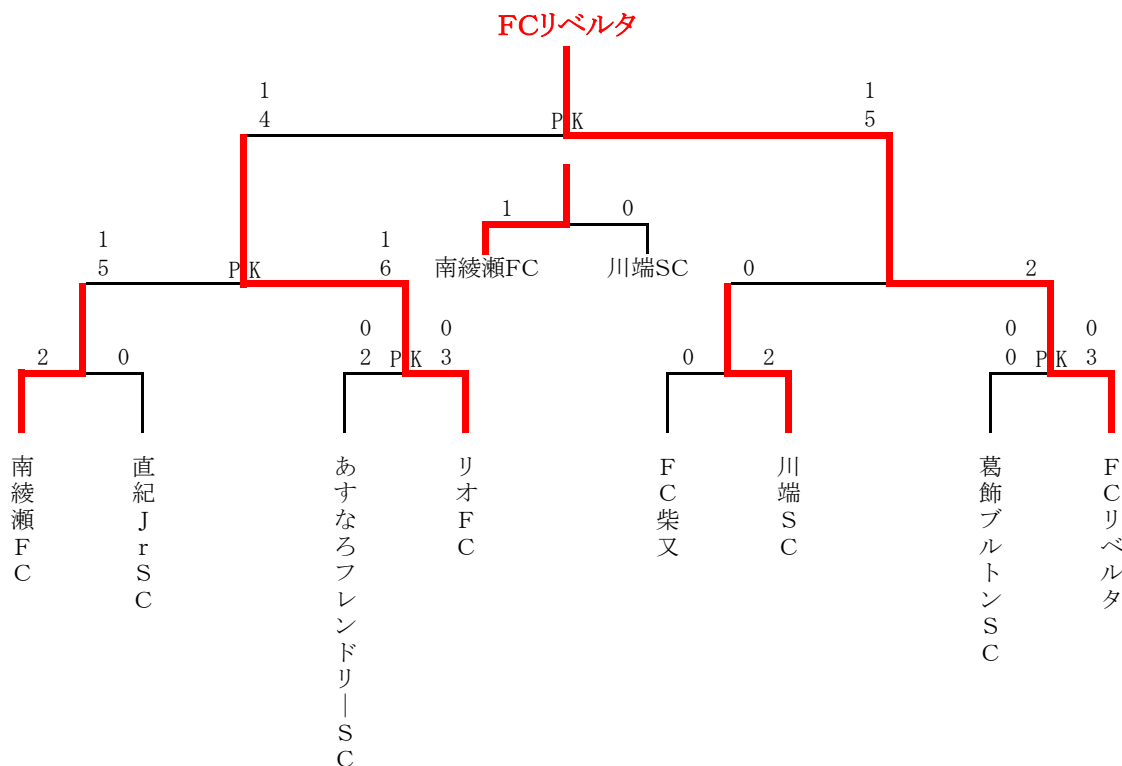 FCリベルタ
1 1
4 PK 5
1 0
南綾瀬FC 川端SC
1 1
5 PK 6
0 2
0 0
2 0
2 PK 3
0 2
0 0
0 PK 3
南綾瀬FC
直紀JrSC
あすなろフレンドリーSC
リオFC
FC柴又
川端SC
葛飾ブルトンSC
FCリベルタ